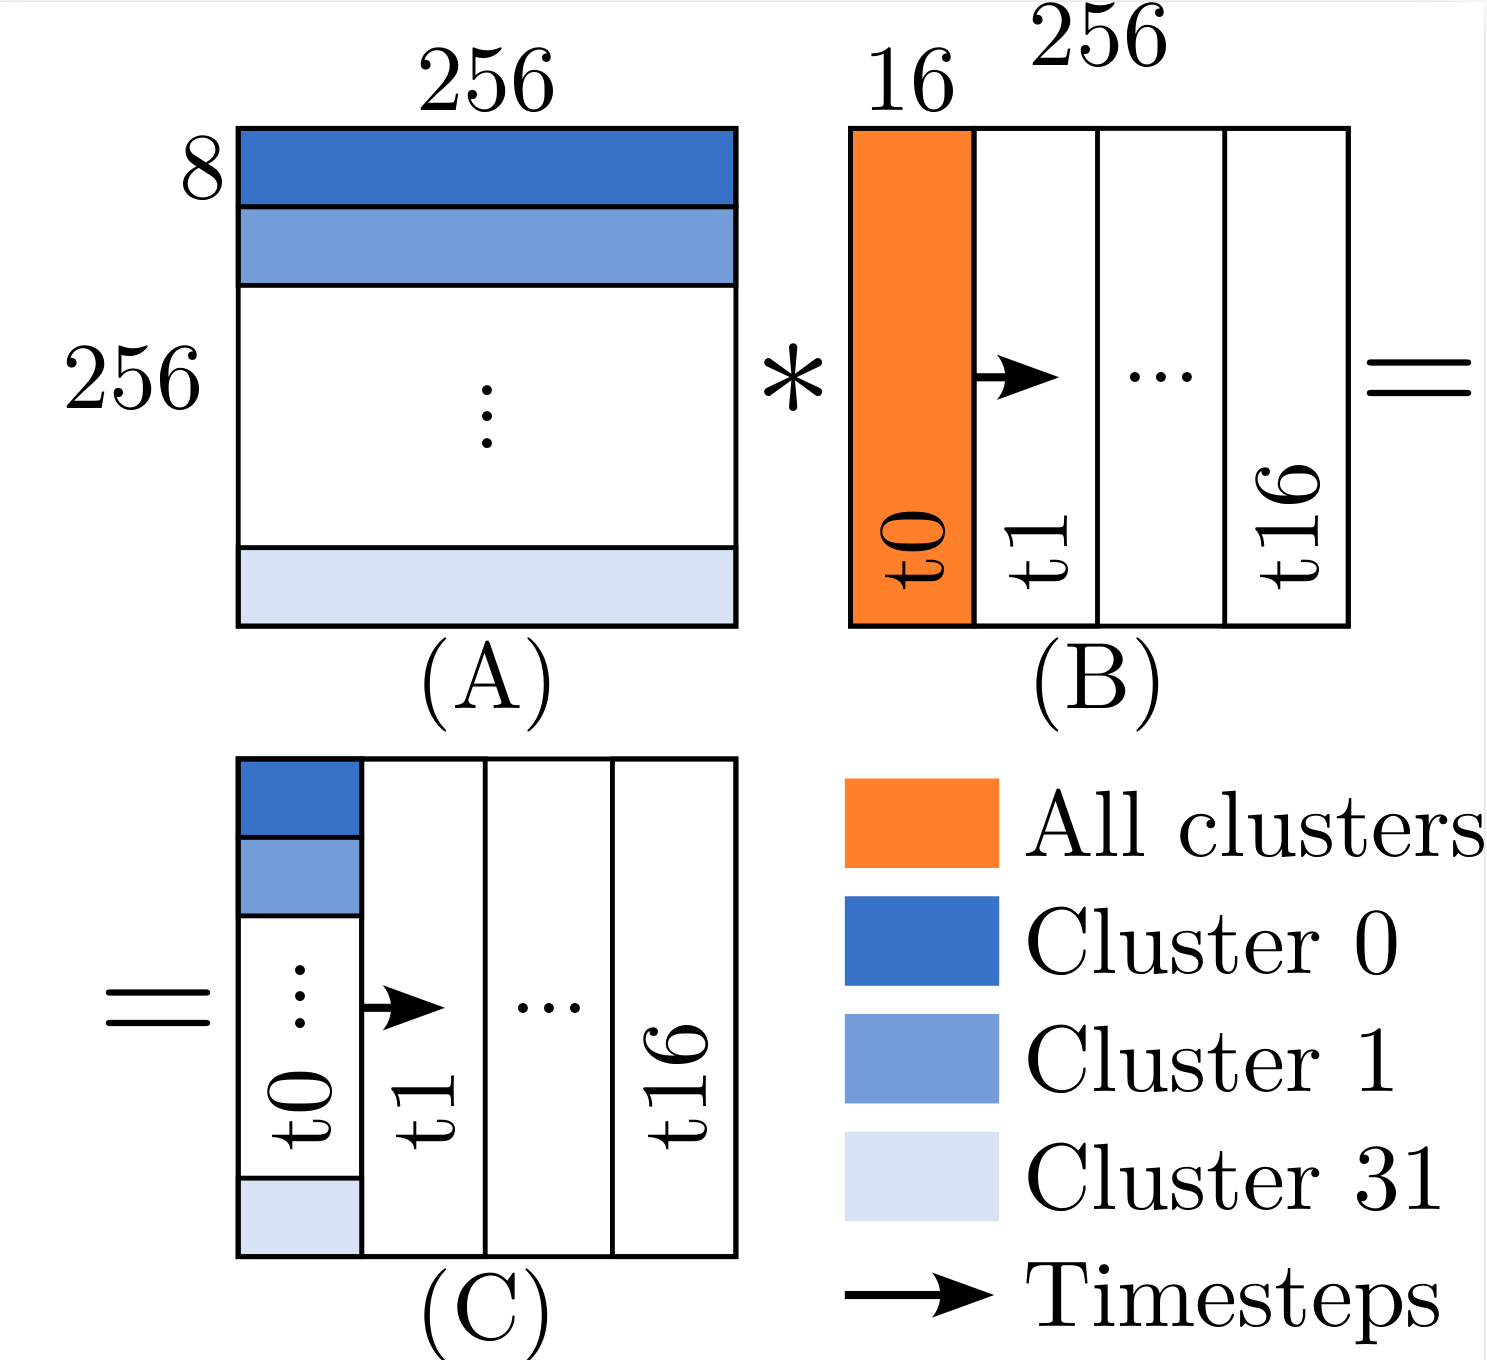 256
16
256
8
256
*
=
t0
t1
...
t16
(A)
(B)
=
t0
t1
...
t16
(C)
All clusters
Cluster 0
Cluster 1
Cluster 31
Timesteps